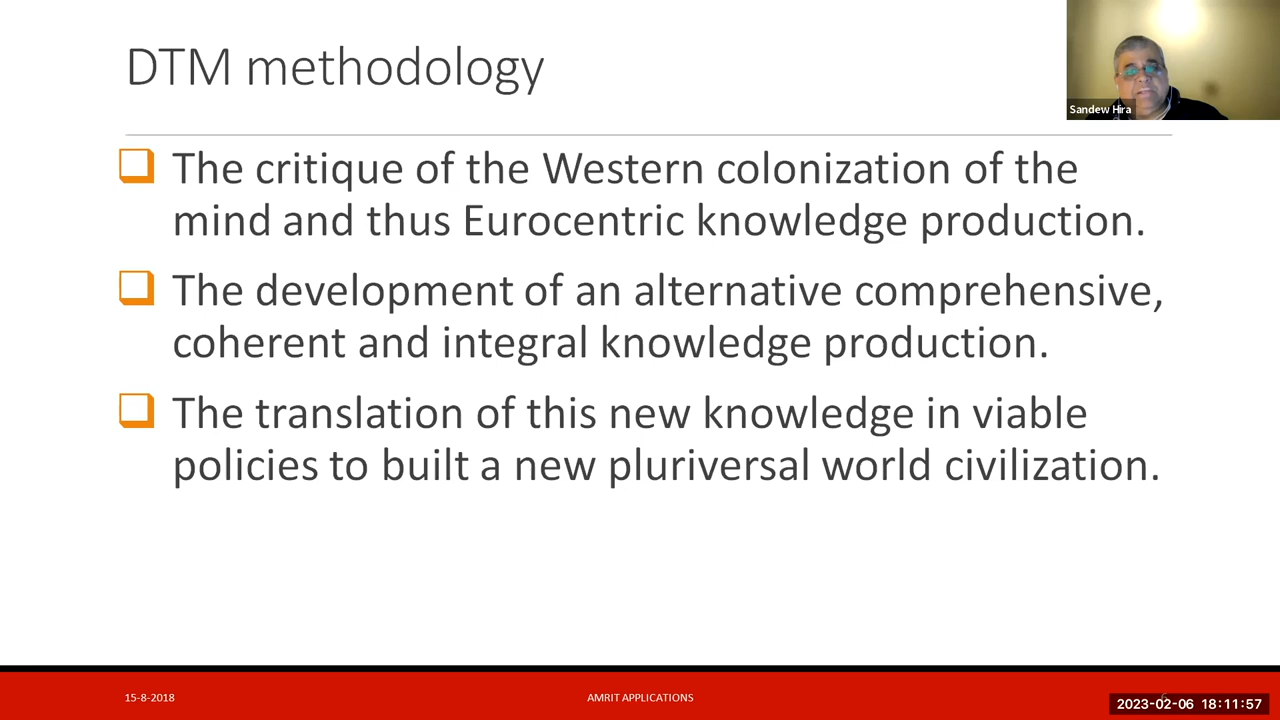 DTM methodology
Sandew Hira
The critique of the Western colonization of the
mind and thus Eurocentric knowledge production.
The development of an alternative comprehensive,
coherent and integral knowledge production.
The translation of this new knowledge in viable
policies to built a new pluriversal world civilization.
15-8-2018
AMRIT APPLICATIONS
2023-02-06 18:11:57